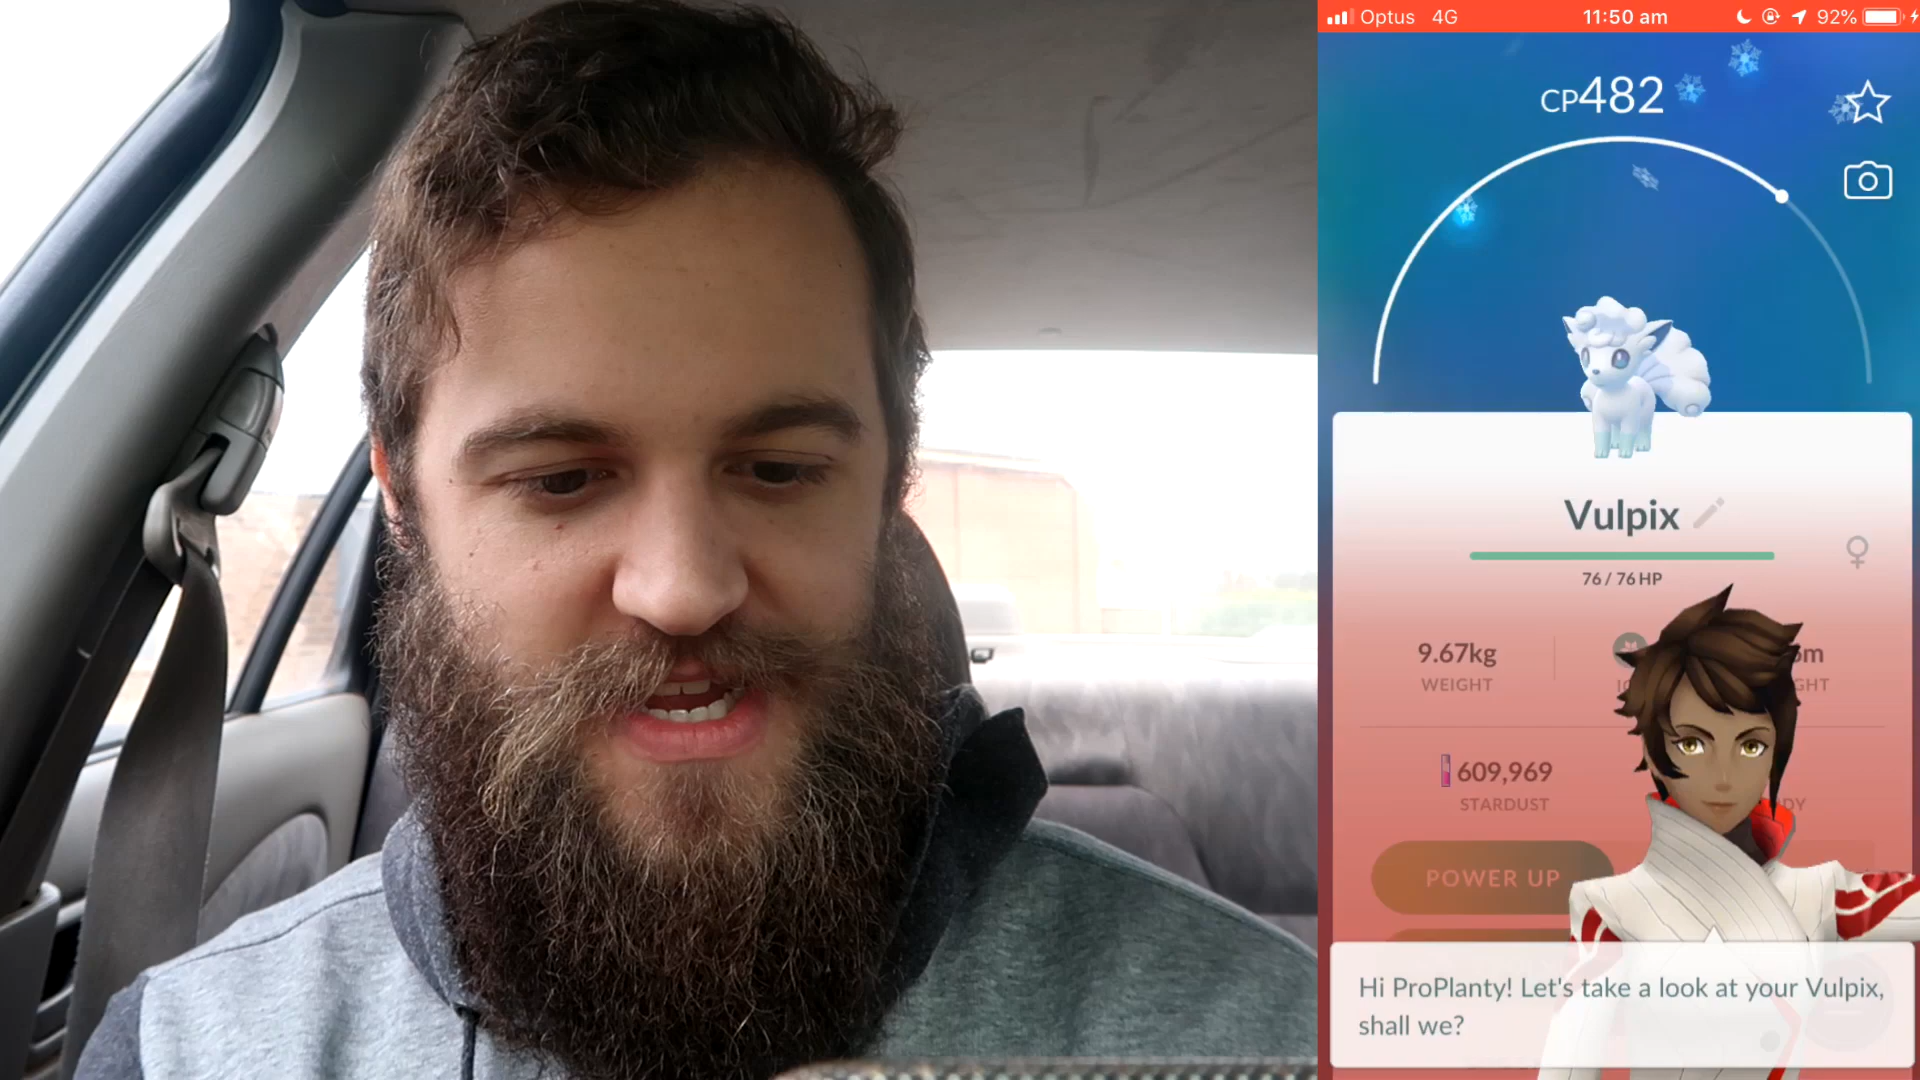 Optus 4G 11:50 am 92%
CP482
Vulpix
76 / 76 HP
9.67kg
WEIGHT
609,969
STARDUST
POWER UP
Hi ProPlanty! Let's take a look at your Vulpix,
shall we?